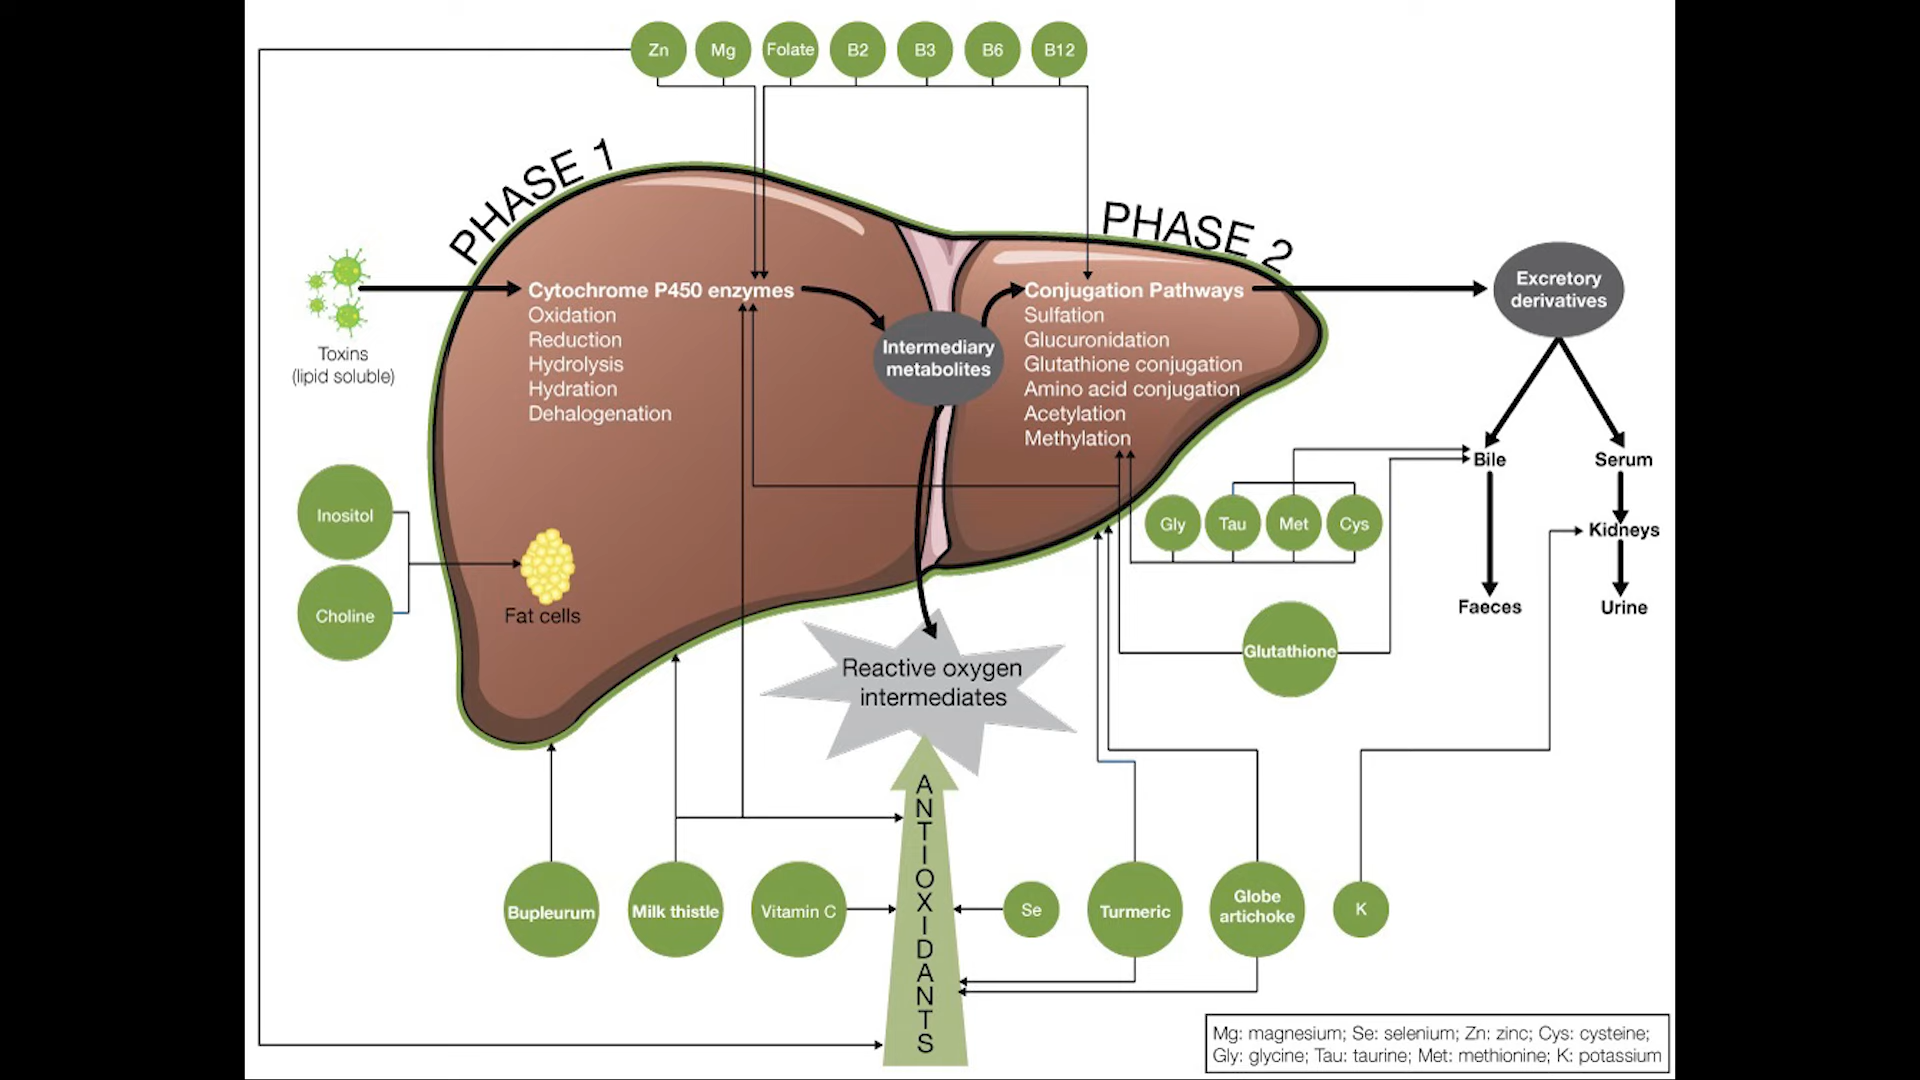 Zn
Mg
Folate
B2
B3
B6
B12
PHASE 1
PHASE 2
Toxins
(lipid soluble)
Cytochrome P450 enzymes
Oxidation
Reduction
Hydrolysis
Hydration
Dehalogenation
Intermediary
metabolites
Conjugation Pathways
Sulfation
Glucuronidation
Glutathione conjugation
Amino acid conjugation
Acetylation
Methylation
Excretory
derivatives
Bile
Serum
Kidneys
Faeces
Urine
Inositol
Choline
Fat cells
Gly
Tau
Met
Cys
Glutathione
Reactive oxygen
intermediates
ANTIOXIDANTS
Bupleurum
Milk thistle
Vitamin C
Se
Turmeric
Globe
artichoke
K
Mg: magnesium; Se: selenium; Zn: zinc; Cys: cysteine;
Gly: glycine; Tau: taurine; Met: methionine; K: potassium